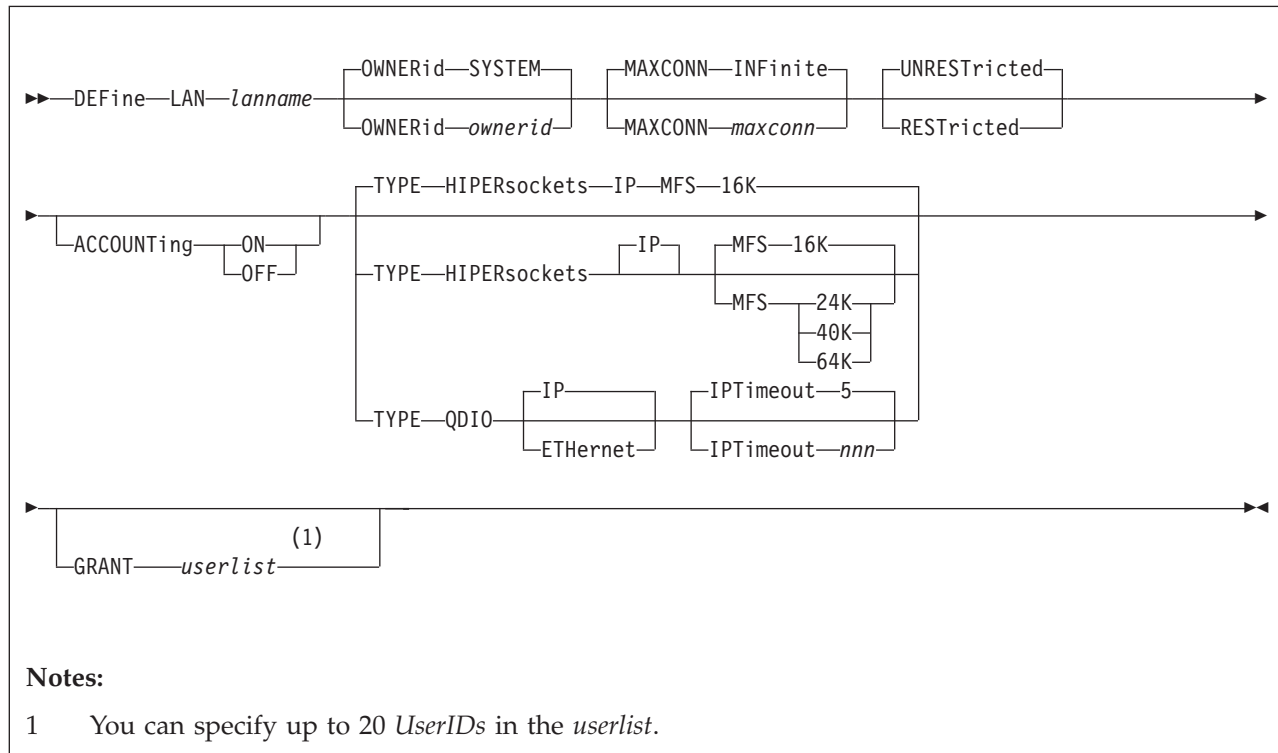 OWNERid SYSTEM MAXCONN INFinite UNRESTricted
DEFine LAN lanname
OWNERid ownerid MAXCONN maxconn RESTricted
TYPE HIPERsockets IP MFS 16K
ACCOUNTing ON
OFF
IP MFS 16K
TYPE HIPERsockets
MFS 24K
40K
64K
IP IPTimeout 5
TYPE QDIO
ETHernet IPTimeout nnn
(1)
GRANT userlist
Notes:
1 You can specify up to 20 UserIDs in the userlist.